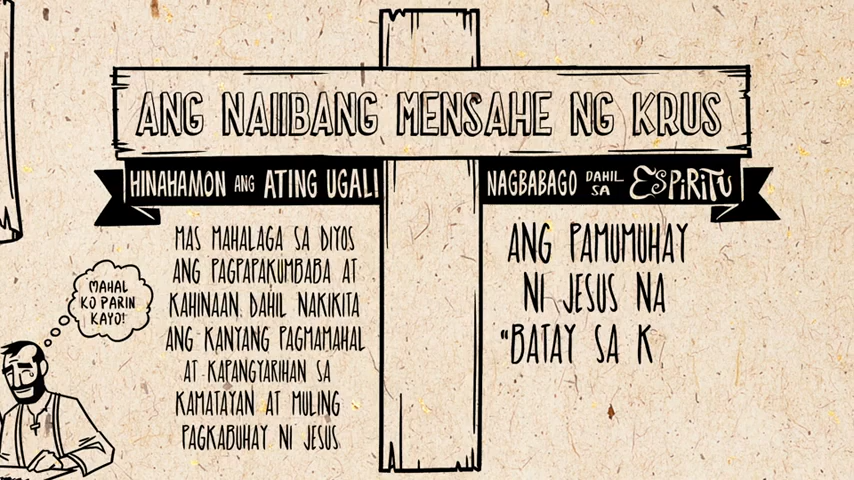 ANG NAIIBANG MENSAHE NG KRUS
HINAHAMON ANG ATING UGALI
NAGBABAGO DAHIL SA ESPIRITU
MAS MAHALAGA SA DIYOS
ANG PAGPAPAKUMBABA AT
KAHINAAN DAHIL NAKIKITA
ANG KANYANG PAGMAMAHAL
AT KAPANGYARIHAN SA
KAMATAYAN AT MULING
PAGKABUHAY NI JESUS
ANG PAMUMUHAY
NI JESUS NA
"BATAY SA K
MAHAL
KO PARIN
KAYO!